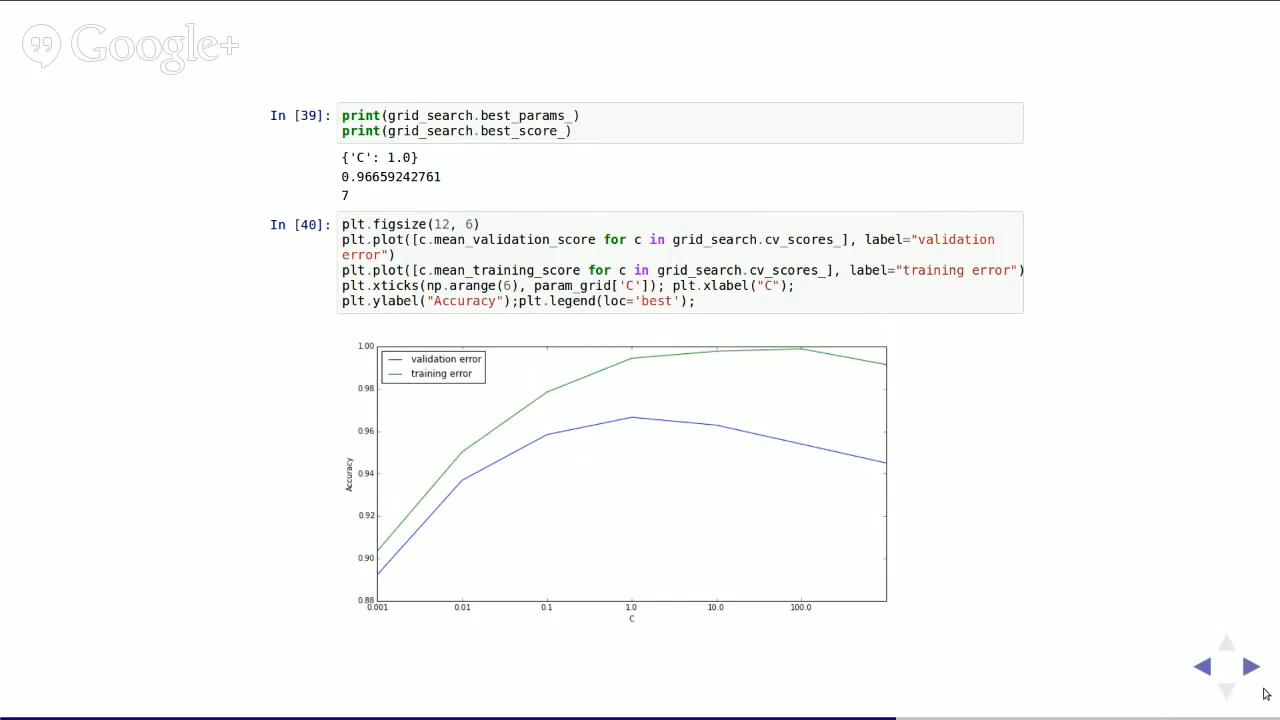 Google+
In [39]: print(grid_search.best_params_)
print(grid_search.best_score_)
{'C': 1.0}
0.96659242761
7
In [40]: plt.figsize(12, 6)
plt.plot([c.mean_validation_score for c in grid_search.cv_scores_], label="validation
error")
plt.plot([c.mean_training_score for c in grid_search.cv_scores_], label="training error")
plt.xticks(np.arange(6), param_grid['C']); plt.xlabel("C");
plt.ylabel("Accuracy");plt.legend(loc='best');
validation error
training error
1.00
0.98
0.96
0.94
0.92
0.90
0.88
Accuracy
0.001 0.01 0.1 1.0 10.0 100.0
C